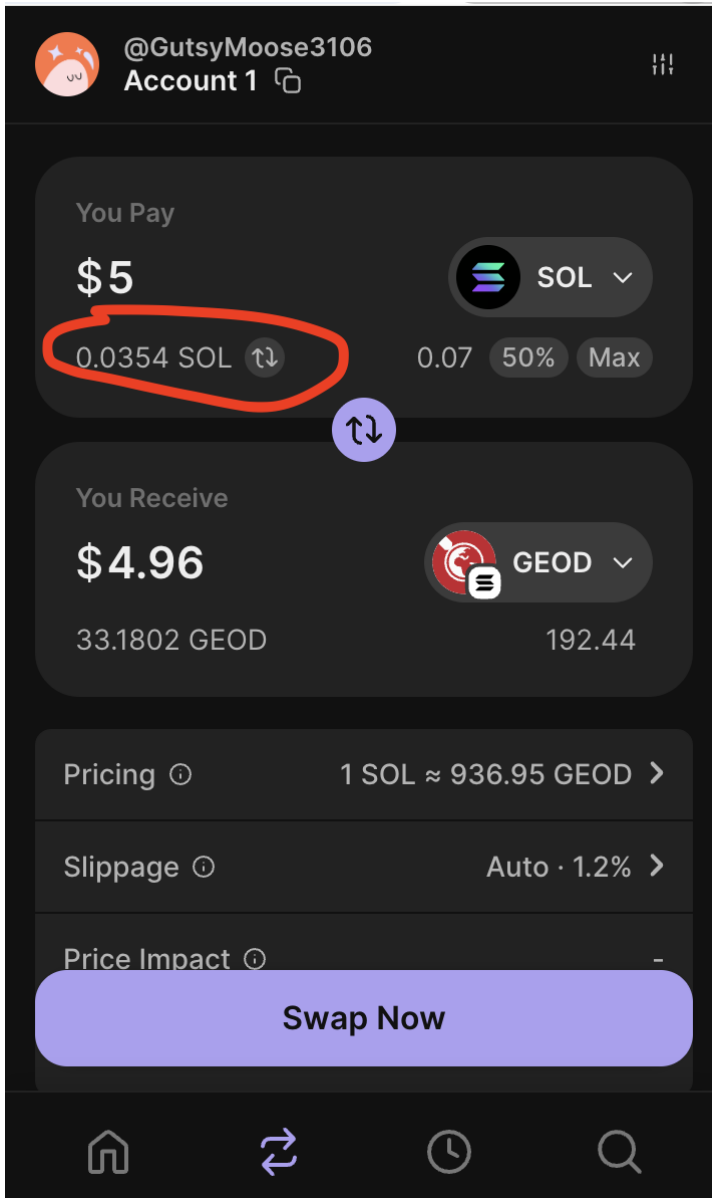 @GutsyMoose3106
Account 1
You Pay
$5
SOL
0.0354 SOL
0.07 50% Max
You Receive
$4.96
GEOD
33.1802 GEOD
192.44
Pricing
1 SOL ≈ 936.95 GEOD
Slippage
Auto · 1.2%
Price Impact
-
Swap Now